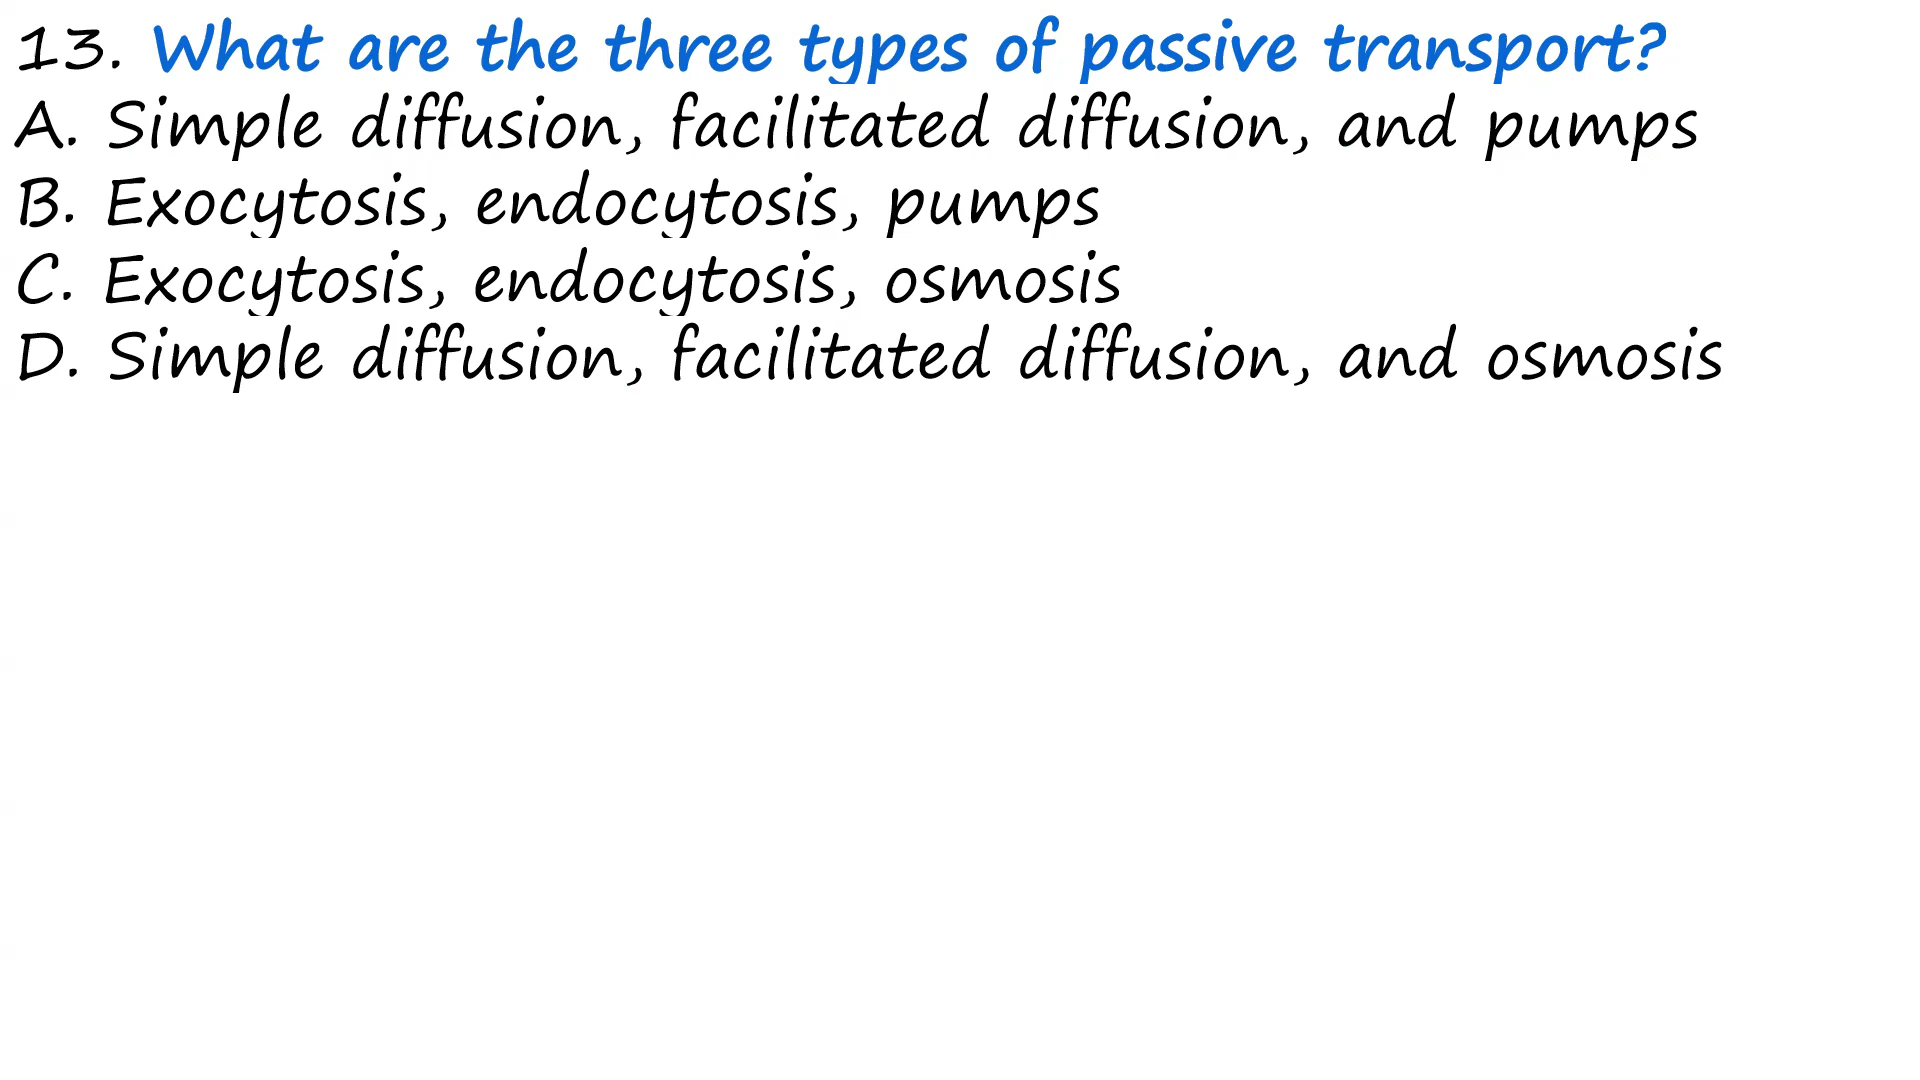 13. What are the three types of passive transport?
A. Simple diffusion, facilitated diffusion, and pumps
B. Exocytosis, endocytosis, pumps
C. Exocytosis, endocytosis, osmosis
D. Simple diffusion, facilitated diffusion, and osmosis